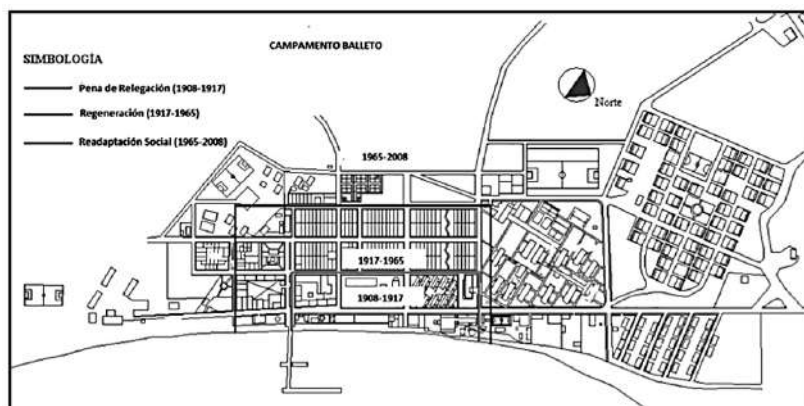 CAMPAMENTO BALLETO
SIMBOLOGÍA
Pena de Relegación (1908-1917)
Regeneración (1917-1965)
Readaptación Social (1965-2008)
Norte
1965-2008
1917-1965
1908-1917